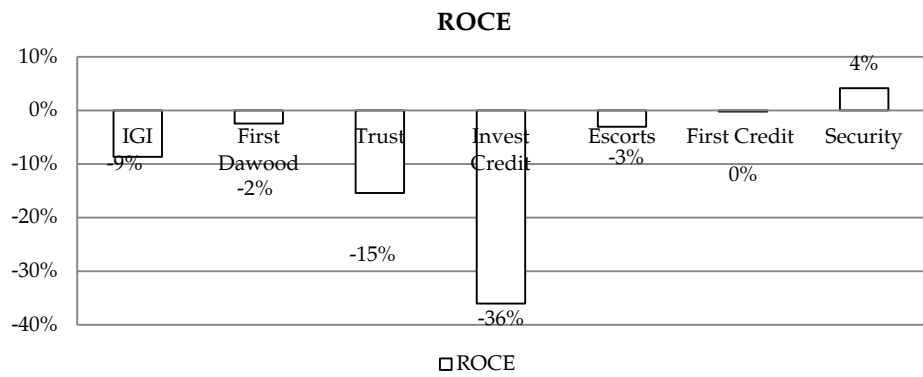 ROCE
10%
0%
-10%
-20%
-30%
-40%
IGI
First Dawood
Trust
Invest Credit
Escorts
First Credit
Security
-9%
-2%
-15%
-36%
-3%
0%
4%
ROCE